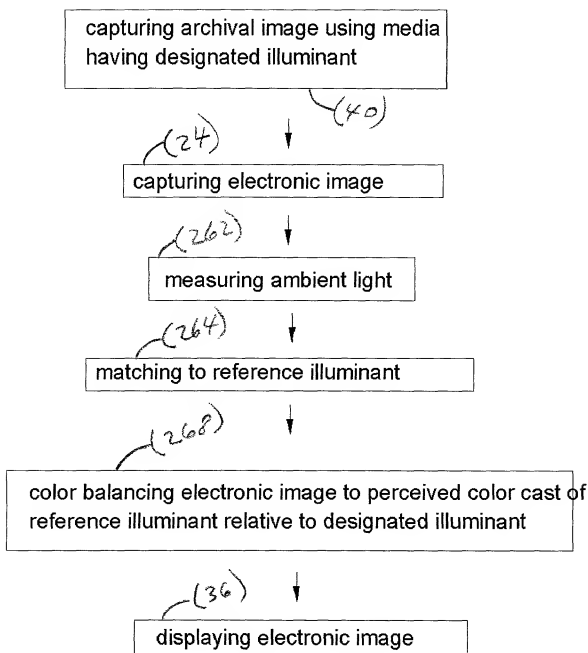 capturing archival image using media
having designated illuminant
(40)
(24)
capturing electronic image
(262)
measuring ambient light
(264)
matching to reference illuminant
(268)
color balancing electronic image to perceived color cast of
reference illuminant relative to designated illuminant
(36)
displaying electronic image